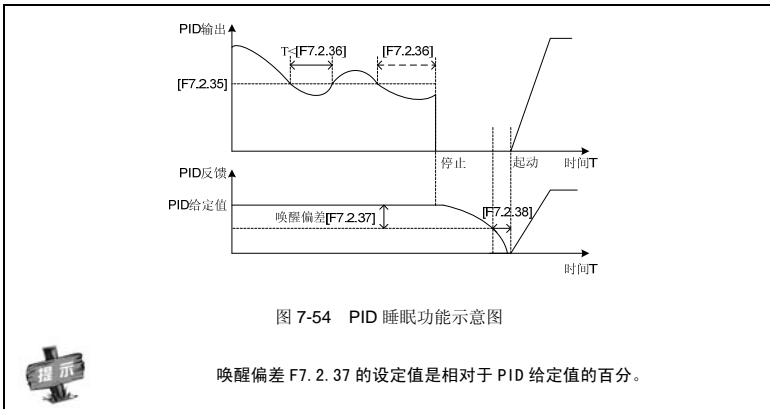 PID输出
T<[F7.2.36]
[F7.2.36]
[F7.2.35]
停止
起动
时间T
PID反馈
PID给定值
唤醒偏差[F7.2.37]
[F7.2.38]
时间T
图 7-54 PID 睡眠功能示意图
提示
唤醒偏差 F7.2.37 的设定值是相对于 PID 给定值的百分。